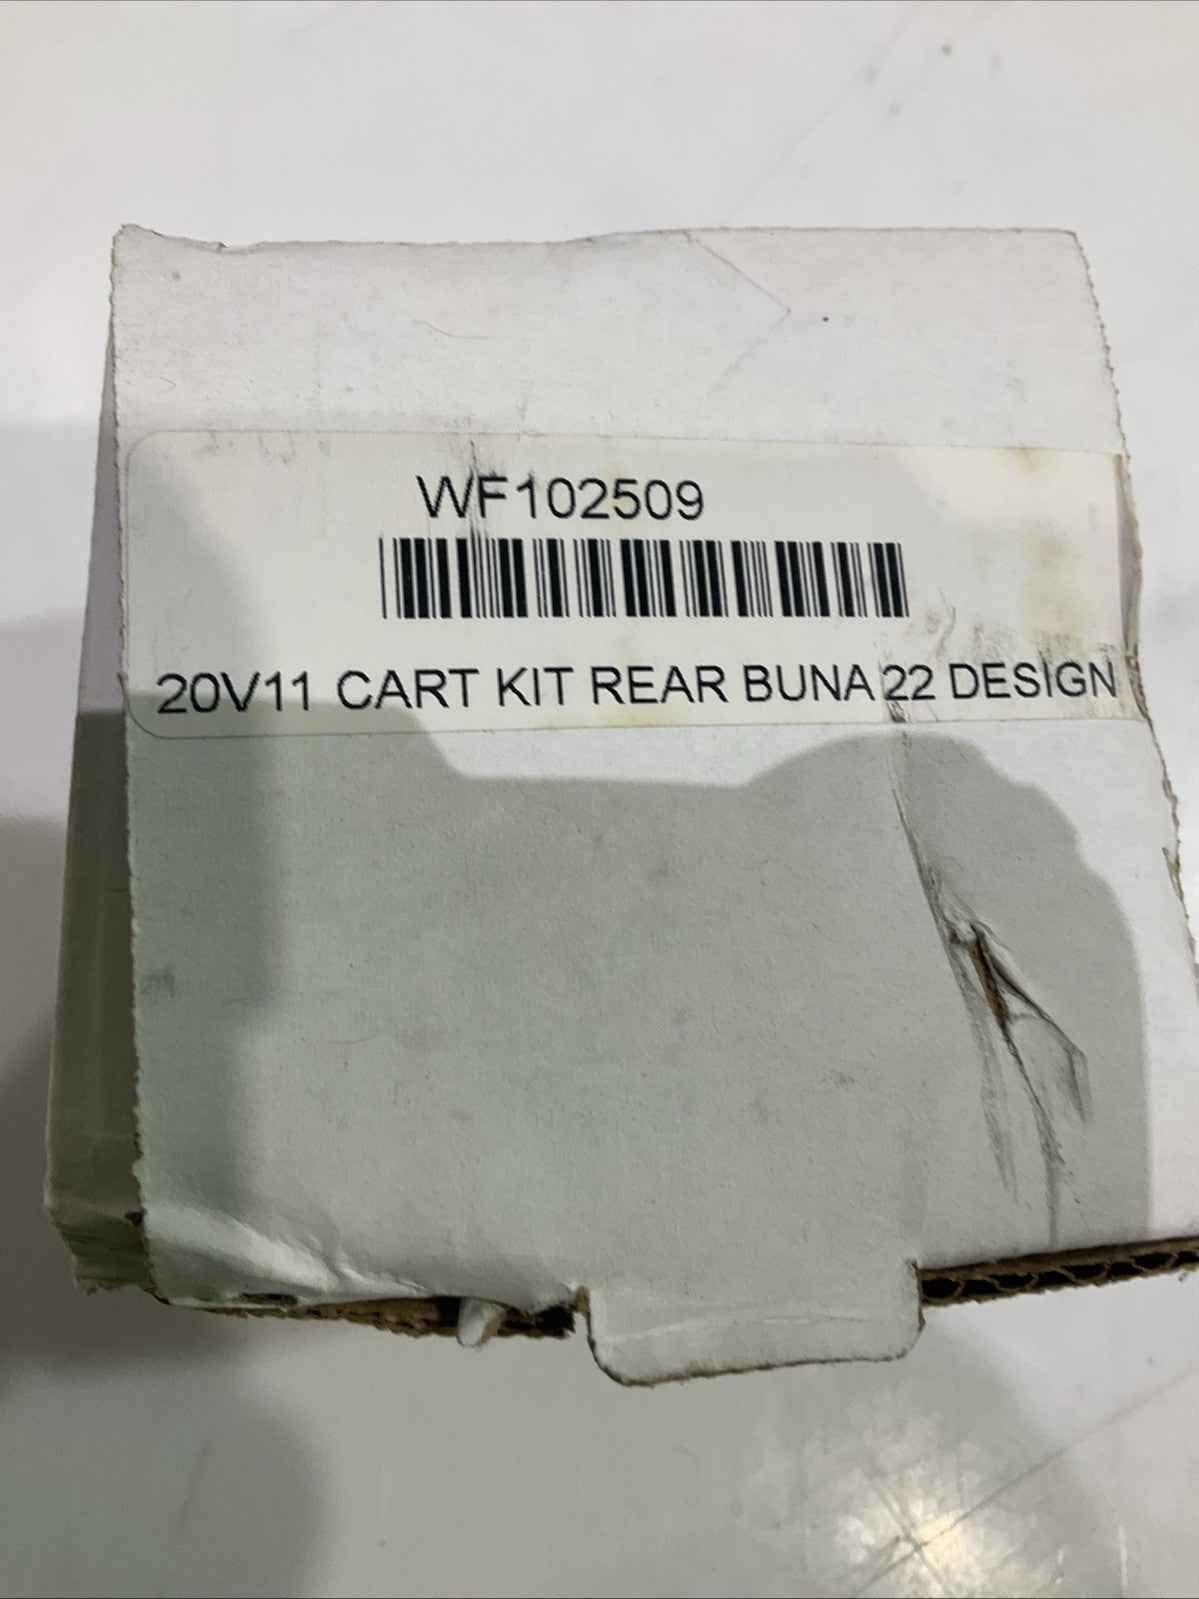 WF102509
20V11 CART KIT REAR BUNA 22 DESIGN